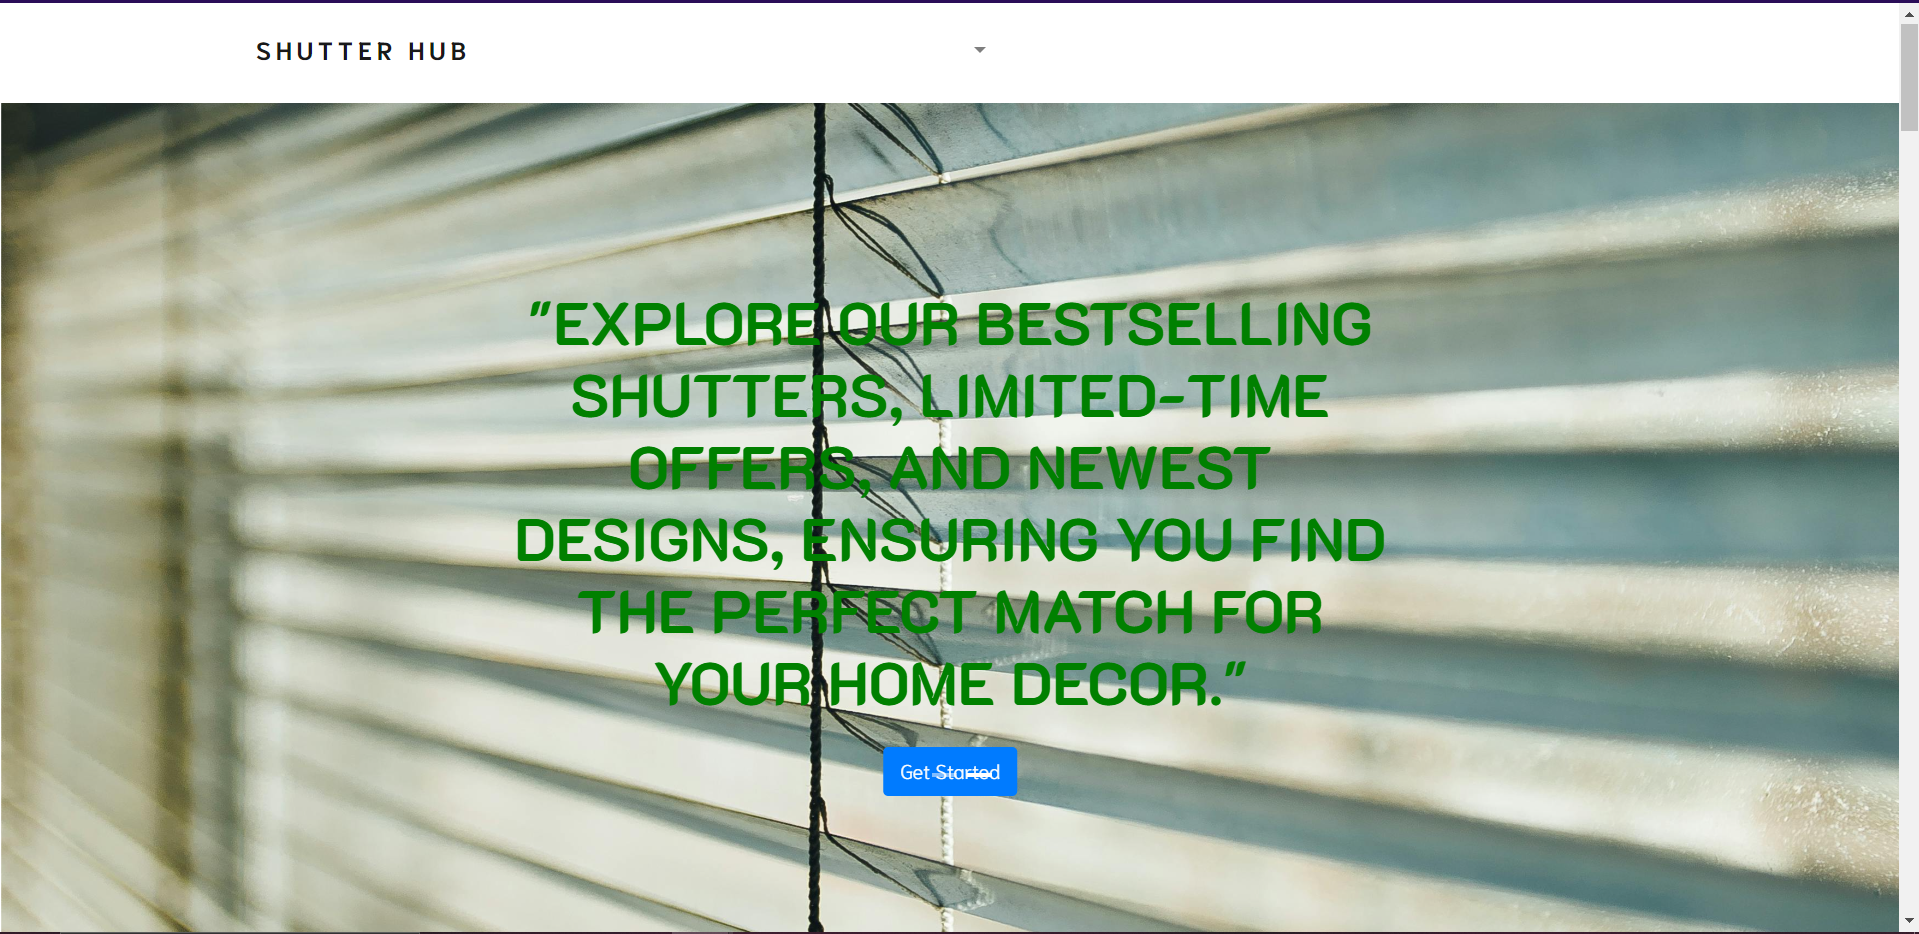 SHUTTER HUB
"EXPLORE OUR BESTSELLING
SHUTTERS, LIMITED-TIME
OFFERS, AND NEWEST
DESIGNS, ENSURING YOU FIND
THE PERFECT MATCH FOR
YOUR HOME DECOR."
Get Started